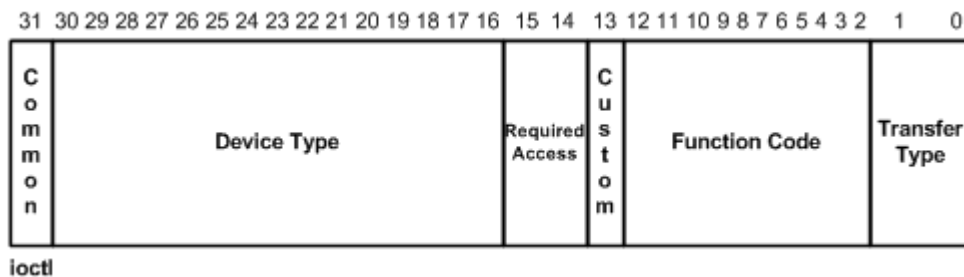 31 30 29 28 27 26 25 24 23 22 21 20 19 18 17 16 15 14 13 12 11 10 9 8 7 6 5 4 3 2 1 0
Common
Device Type
Required
Access
Custom
Function Code
Transfer
Type
ioctl